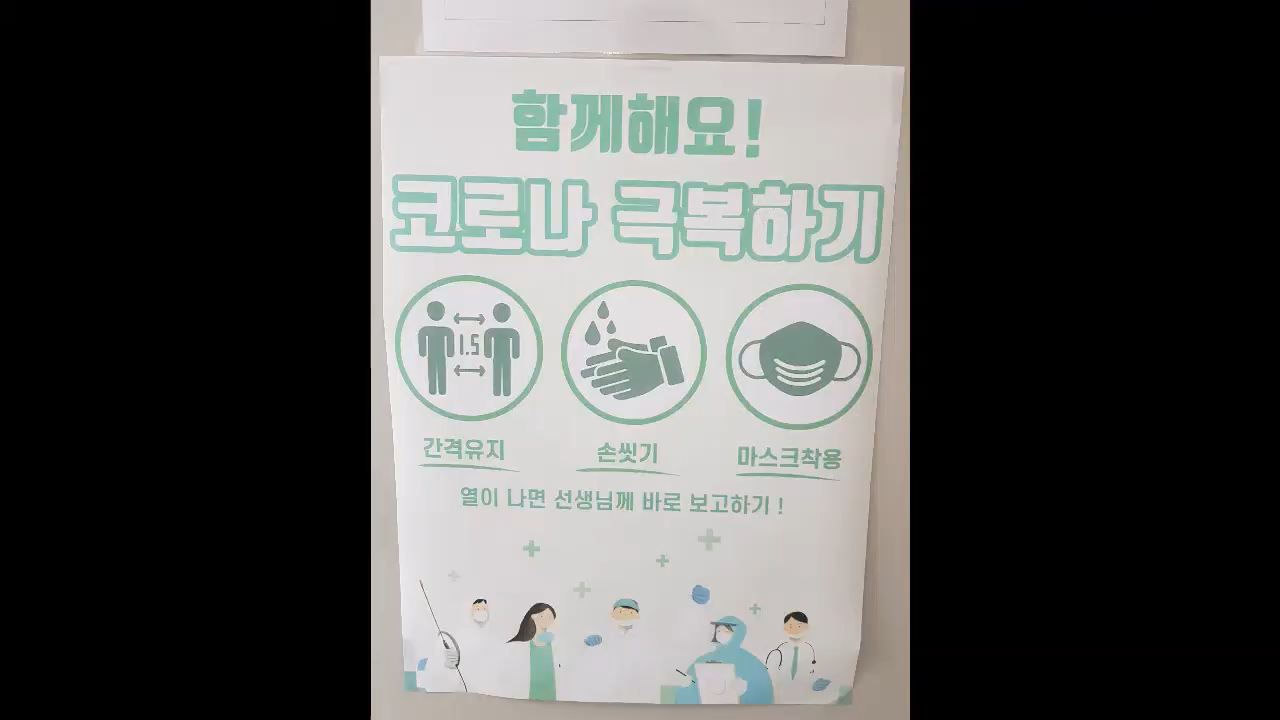 함께해요!
코로나 극복하기
1.5
간격유지
손씻기
마스크착용
열이 나면 선생님께 바로 보고하기 !